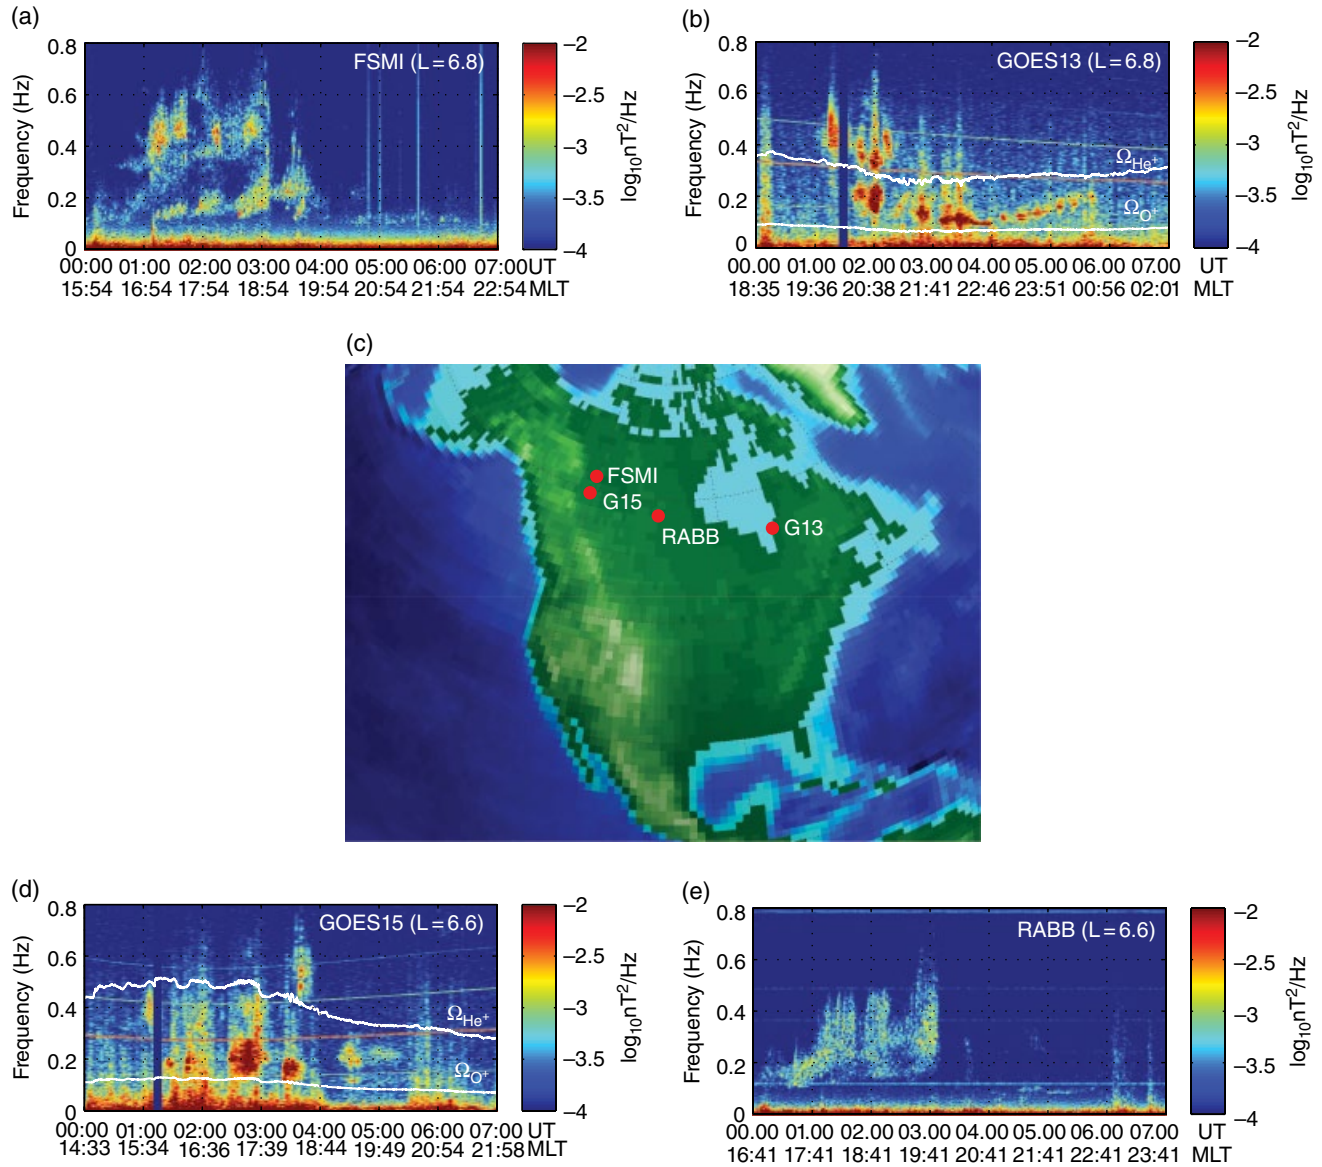 (a)
FSMI (L = 6.8)
Frequency (Hz)
0.8
0.6
0.4
0.2
0
00:00 01:00 02:00 03:00 04:00 05:00 06:00 07:00 UT
15:54 16:54 17:54 18:54 19:54 20:54 21:54 22:54 MLT
−2
−2.5
−3
−3.5
−4
log₁₀nT²/Hz
(b)
GOES13 (L = 6.8)
Frequency (Hz)
0.8
0.6
0.4
0.2
0
Ω_He⁺
Ω_O⁺
00.00 01.00 02.00 03.00 04.00 05.00 06.00 07.00 UT
18:35 19:36 20:38 21:41 22:46 23:51 00:56 02:01 MLT
−2
−2.5
−3
−3.5
−4
log₁₀nT²/Hz
(c)
FSMI
G15
RABB
G13
(d)
GOES15 (L = 6.6)
Frequency (Hz)
0.8
0.6
0.4
0.2
0
Ω_He⁺
Ω_O⁺
00:00 01:00 02:00 03:00 04:00 05:00 06:00 07:00 UT
14:33 15:34 16:36 17:39 18:44 19:49 20:54 21:58 MLT
−2
−2.5
−3
−3.5
−4
log₁₀nT²/Hz
(e)
RABB (L = 6.6)
Frequency (Hz)
0.8
0.6
0.4
0.2
0
00.00 01.00 02.00 03.00 04.00 05.00 06.00 07.00 UT
16:41 17:41 18:41 19:41 20:41 21:41 22:41 23:41 MLT
−2
−2.5
−3
−3.5
−4
log₁₀nT²/Hz